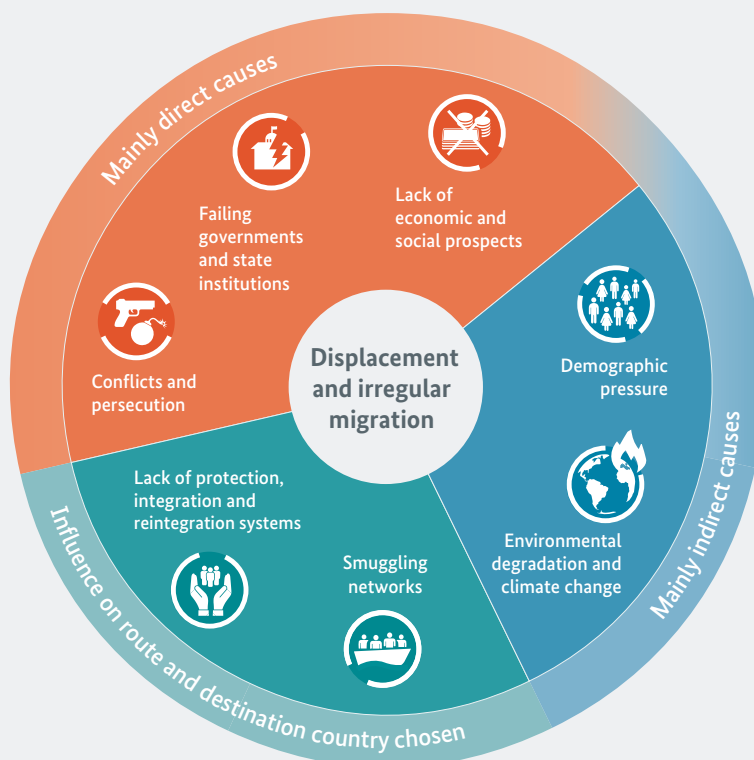 Mainly direct causes
Failing
governments
and state
institutions
Lack of
economic and
social prospects
Conflicts and
persecution
Displacement
and irregular
migration
Demographic
pressure
Environmental
degradation and
climate change
Mainly indirect causes
Lack of protection,
integration and
reintegration systems
Smuggling
networks
Influence on route and destination country chosen